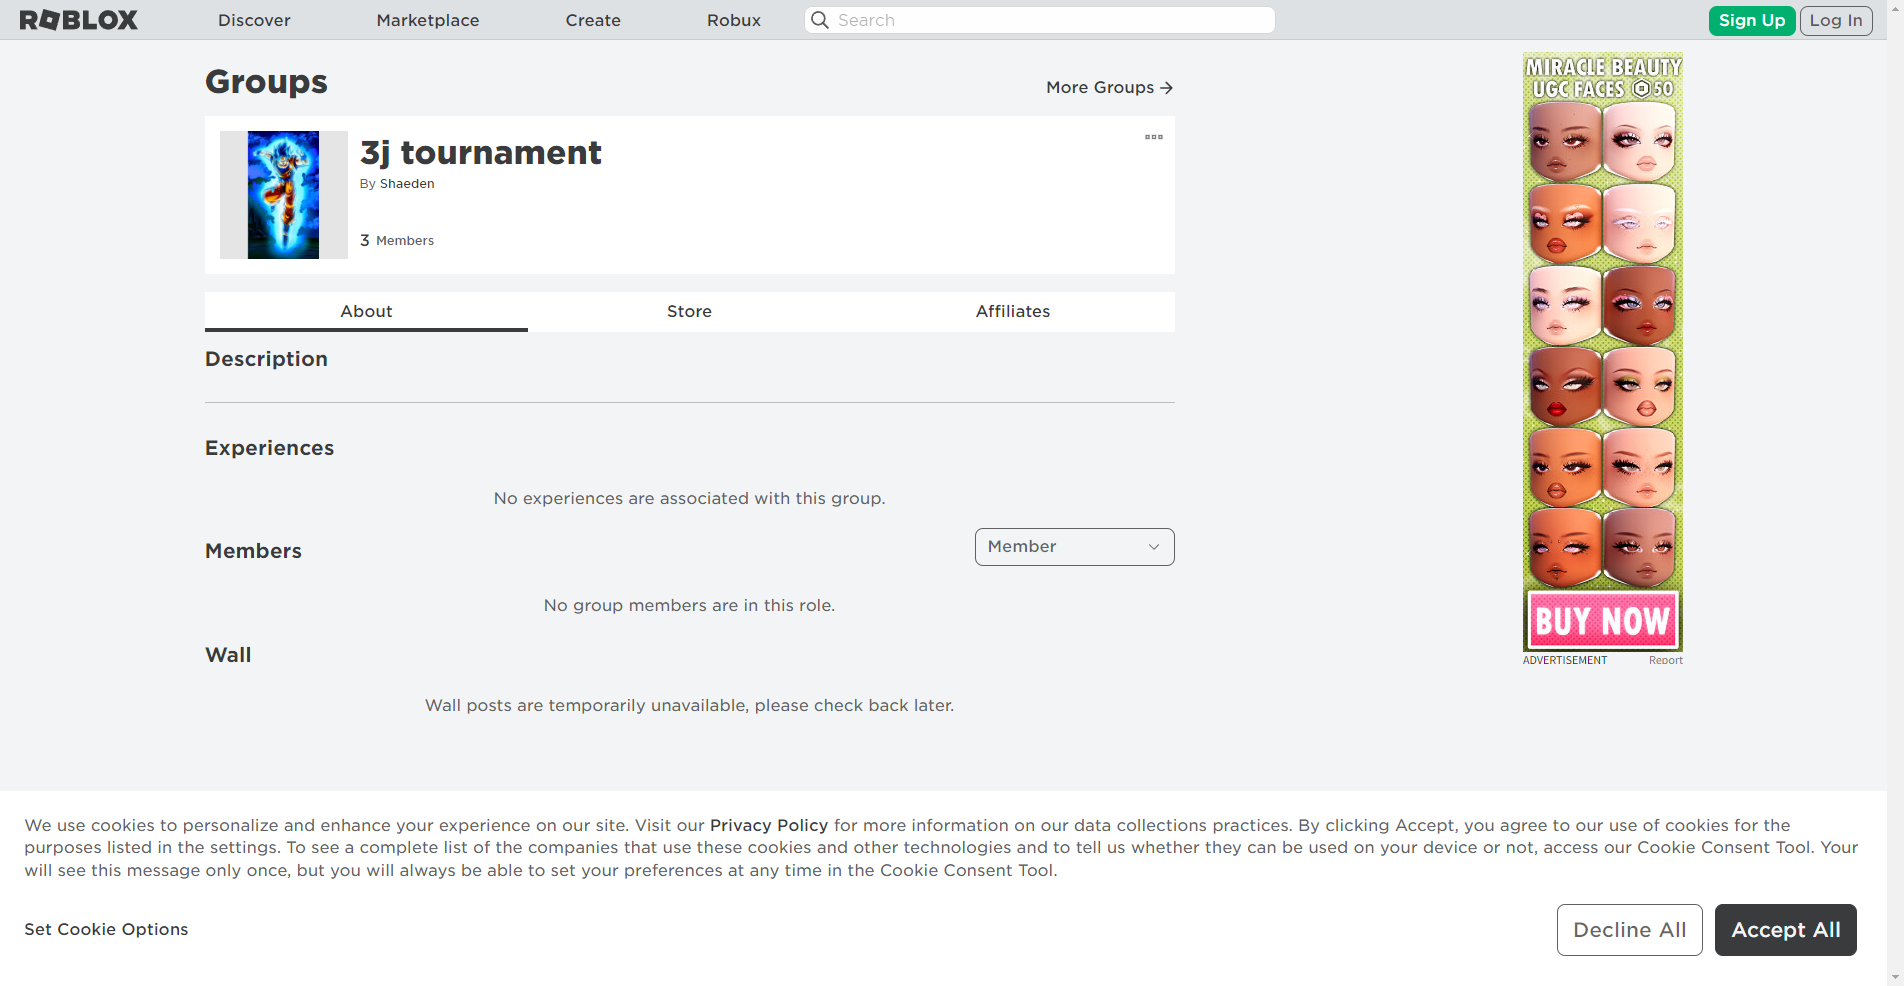 ROBLOX
Discover
Marketplace
Create
Robux
Search
Sign Up
Log In
Groups
More Groups
3j tournament
By Shaeden
3 Members
About
Store
Affiliates
Description
Experiences
No experiences are associated with this group.
Members
Member
No group members are in this role.
Wall
Wall posts are temporarily unavailable, please check back later.
MIRACLE BEAUTY
UGC FACES 50
BUY NOW
ADVERTISEMENT
Report
We use cookies to personalize and enhance your experience on our site. Visit our Privacy Policy for more information on our data collections practices. By clicking Accept, you agree to our use of cookies for the
purposes listed in the settings. To see a complete list of the companies that use these cookies and other technologies and to tell us whether they can be used on your device or not, access our Cookie Consent Tool. Your
will see this message only once, but you will always be able to set your preferences at any time in the Cookie Consent Tool.
Set Cookie Options
Decline All
Accept All